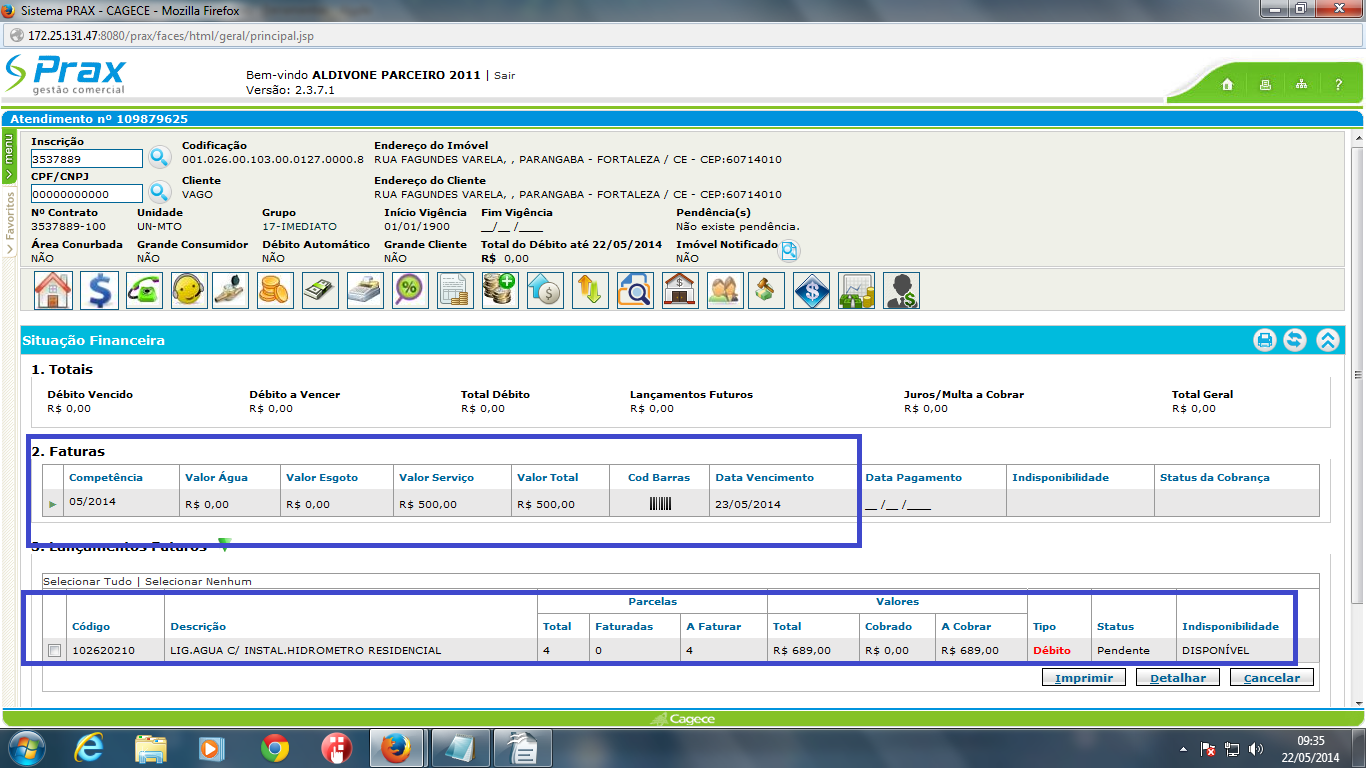 Sistema PRAX - CAGECE - Mozilla Firefox
172.25.131.47:8080/prax/faces/html/geral/principal.jsp
Prax
gestão comercial
Bem-vindo ALDIVONE PARCEIRO 2011 | Sair
Versão: 2.3.7.1
Atendimento nº 109879625
menu
Favoritos
Inscrição Codificação Endereço do Imóvel
3537889 001.026.00.103.00.0127.0000.8 RUA FAGUNDES VARELA, , PARANGABA - FORTALEZA / CE - CEP:60714010
CPF/CNPJ Cliente Endereço do Cliente
00000000000 VAGO RUA FAGUNDES VARELA, , PARANGABA - FORTALEZA / CE - CEP:60714010
Nº Contrato Unidade Grupo Início Vigência Fim Vigência Pendência(s)
3537889-100 UN-MTO 17-IMEDIATO 01/01/1900 __/__ /____ Não existe pendência.
Área Conurbada Grande Consumidor Débito Automático Grande Cliente Total do Débito até 22/05/2014 Imóvel Notificado
NÃO NÃO NÃO NÃO R$ 0,00 NÃO
Situação Financeira
1. Totais
Débito Vencido Débito a Vencer Total Débito Lançamentos Futuros Juros/Multa a Cobrar Total Geral
R$ 0,00 R$ 0,00 R$ 0,00 R$ 0,00 R$ 0,00 R$ 0,00
2. Faturas
Competência Valor Água Valor Esgoto Valor Serviço Valor Total Cod Barras Data Vencimento Data Pagamento Indisponibilidade Status da Cobrança
05/2014 R$ 0,00 R$ 0,00 R$ 500,00 R$ 500,00 23/05/2014 __ /__ /____
3. Lançamentos Futuros
Selecionar Tudo | Selecionar Nenhum
Parcelas Valores
Código Descrição Total Faturadas A Faturar Total Cobrado A Cobrar Tipo Status Indisponibilidade
102620210 LIG.AGUA C/ INSTAL.HIDROMETRO RESIDENCIAL 4 0 4 R$ 689,00 R$ 0,00 R$ 689,00 Débito Pendente DISPONÍVEL
Imprimir Detalhar Cancelar
Cagece
09:35
22/05/2014